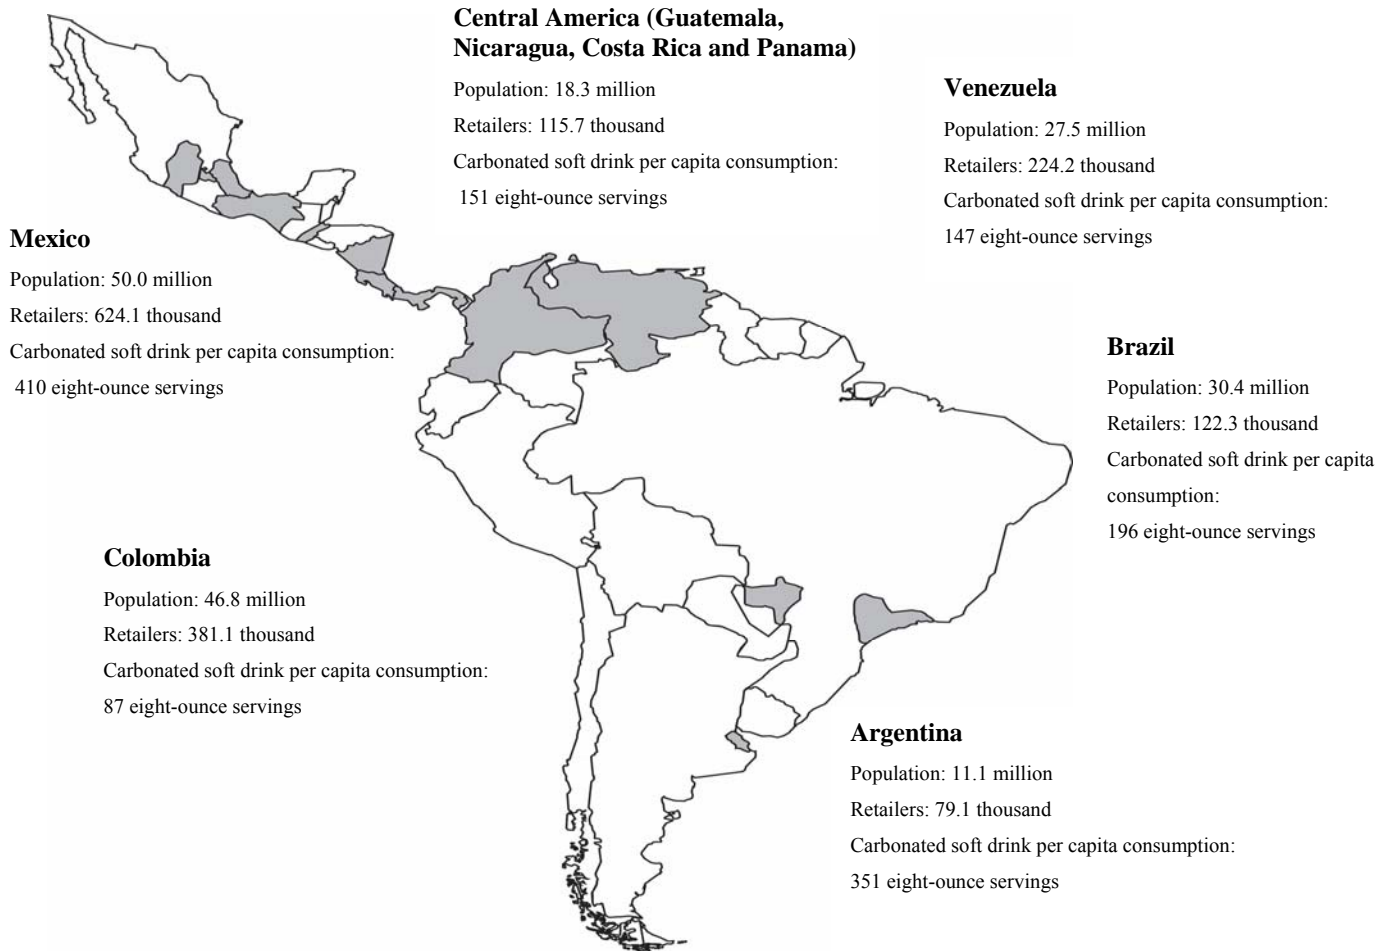 Central America (Guatemala,
Nicaragua, Costa Rica and Panama)
Population: 18.3 million
Retailers: 115.7 thousand
Carbonated soft drink per capita consumption:
151 eight-ounce servings
Venezuela
Population: 27.5 million
Retailers: 224.2 thousand
Carbonated soft drink per capita consumption:
147 eight-ounce servings
Mexico
Population: 50.0 million
Retailers: 624.1 thousand
Carbonated soft drink per capita consumption:
410 eight-ounce servings
Brazil
Population: 30.4 million
Retailers: 122.3 thousand
Carbonated soft drink per capita
consumption:
196 eight-ounce servings
Colombia
Population: 46.8 million
Retailers: 381.1 thousand
Carbonated soft drink per capita consumption:
87 eight-ounce servings
Argentina
Population: 11.1 million
Retailers: 79.1 thousand
Carbonated soft drink per capita consumption:
351 eight-ounce servings